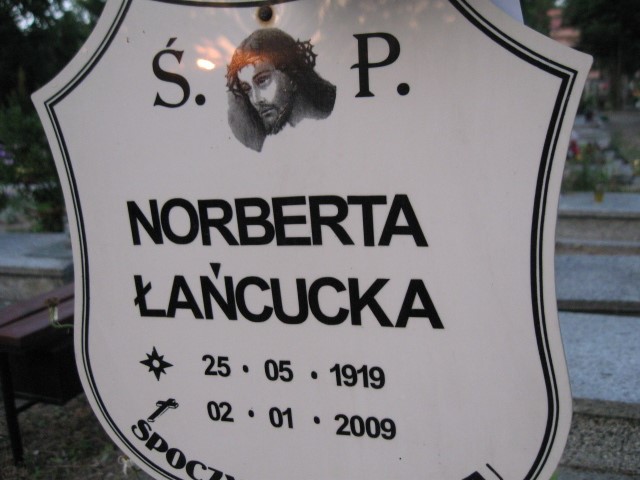 Ś. P.
NORBERTA
ŁAŃCUCKA
25 · 05 · 1919
02 · 01 · 2009